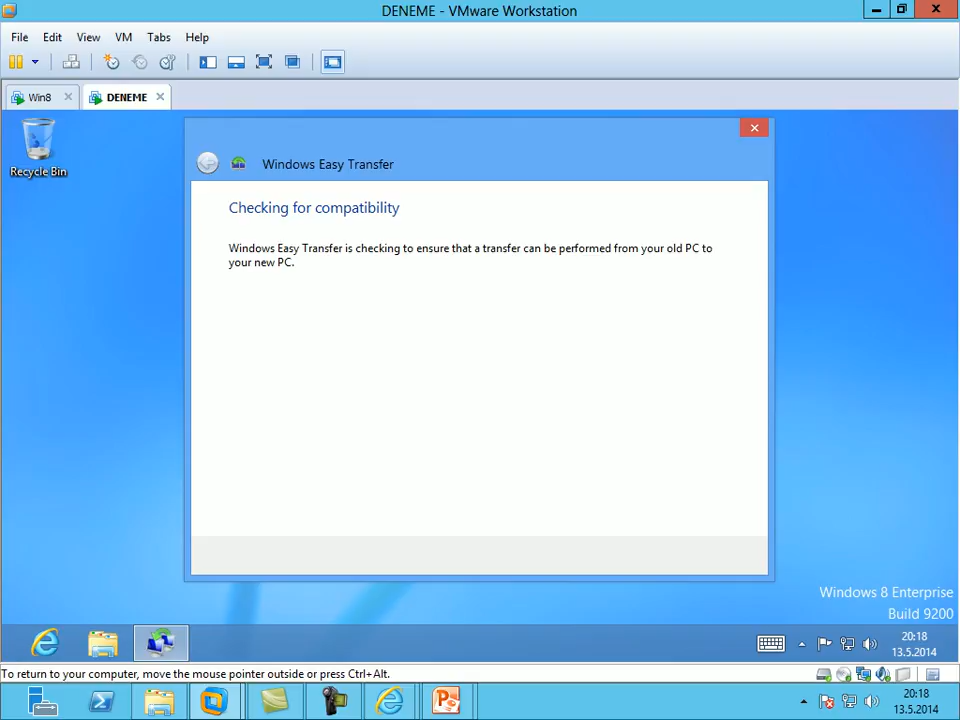 DENEME - VMware Workstation
File Edit View VM Tabs Help
Win8 DENEME
Recycle Bin
Windows Easy Transfer
Checking for compatibility
Windows Easy Transfer is checking to ensure that a transfer can be performed from your old PC to
your new PC.
Windows 8 Enterprise
Build 9200
20:18
13.5.2014
To return to your computer, move the mouse pointer outside or press Ctrl+Alt.
20:18
13.5.2014